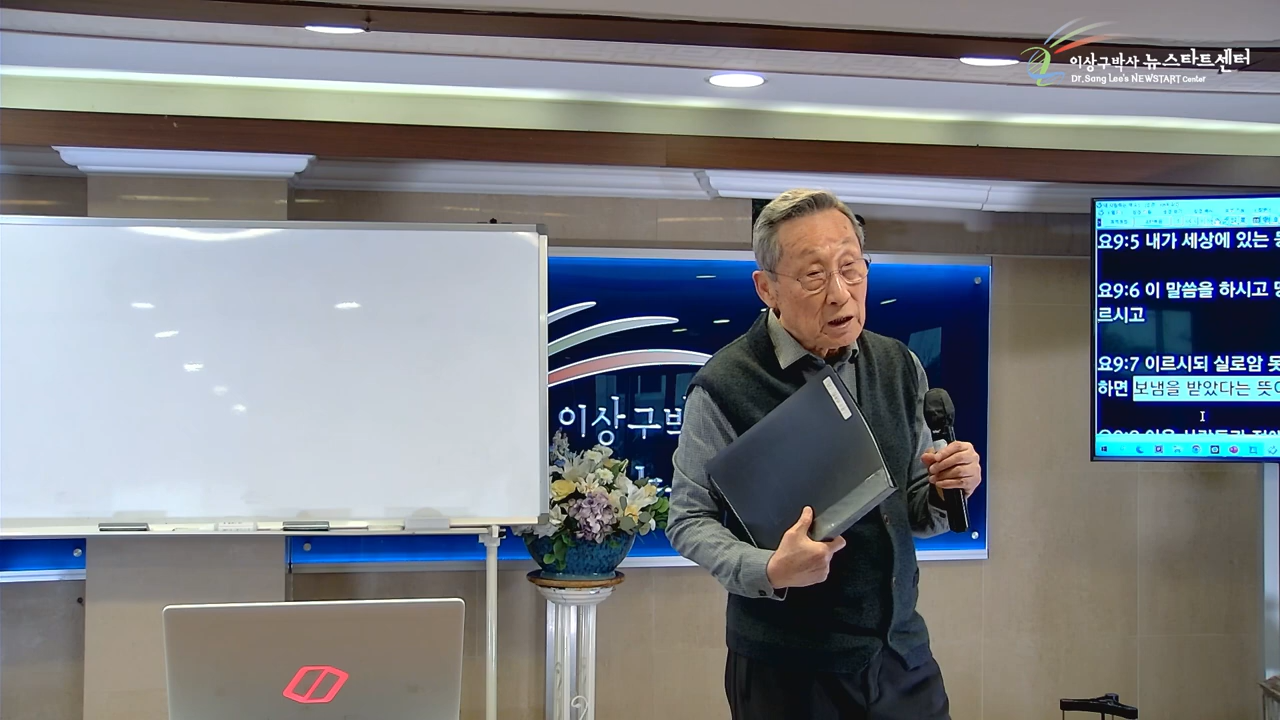 이상구박사 뉴스타트센터
Dr.Sang Lee's NEWSTART Center
요9:5 내가 세상에 있는
요9:6 이 말씀을 하시고
르시고
요9:7 이르시되 실로암 못
하면 보냄을 받았다는 뜻
이상구박